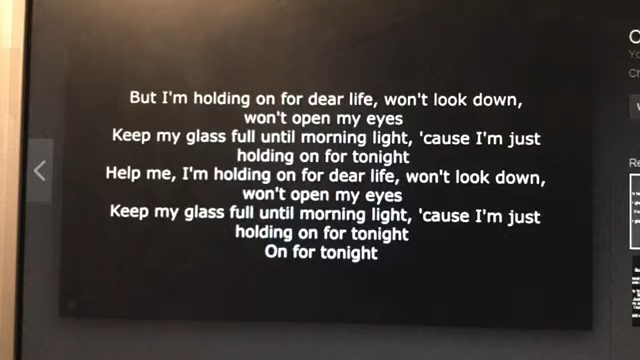 But I'm holding on for dear life, won't look down,
won't open my eyes
Keep my glass full until morning light, 'cause I'm just
holding on for tonight
Help me, I'm holding on for dear life, won't look down,
won't open my eyes
Keep my glass full until morning light, 'cause I'm just
holding on for tonight
On for tonight